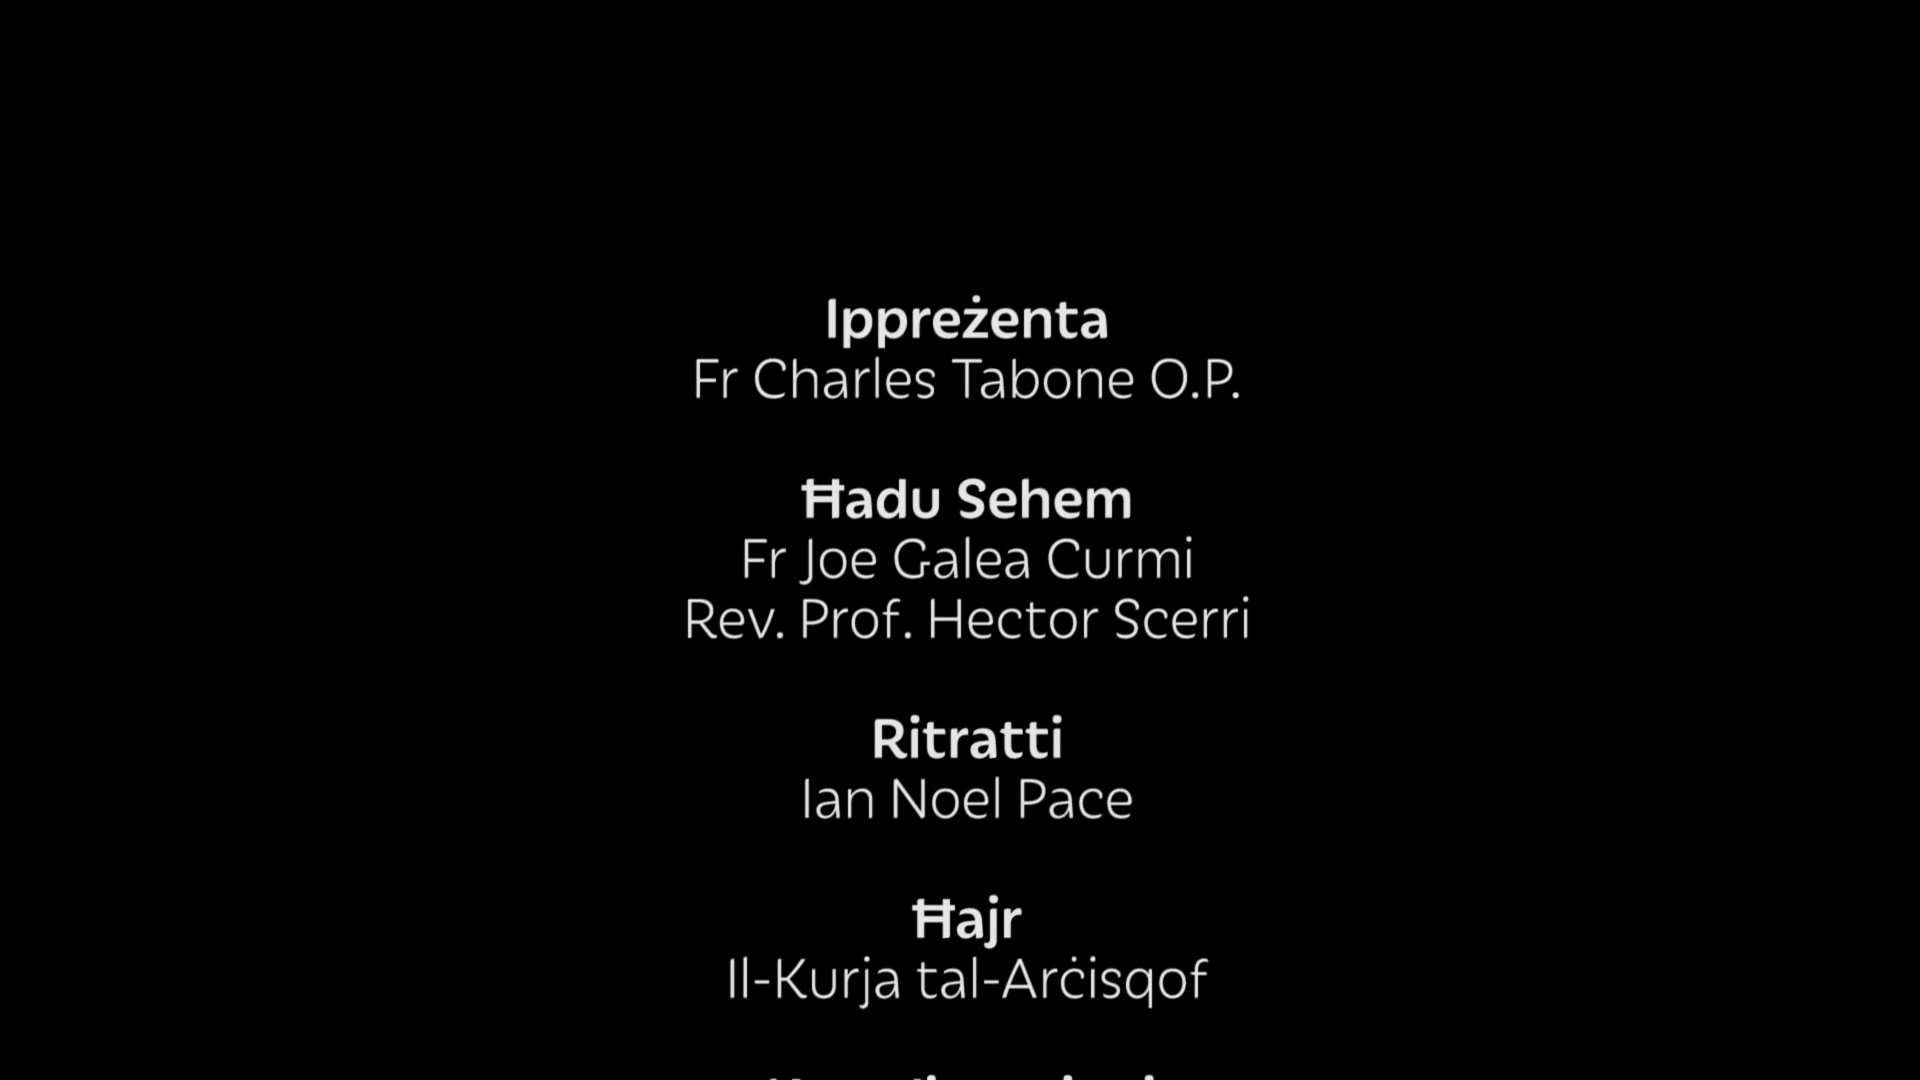 Ippreżenta
Fr Charles Tabone O.P.
Ħadu Sehem
Fr Joe Galea Curmi
Rev. Prof. Hector Scerri
Ritratti
Ian Noel Pace
Ħajr
Il-Kurja tal-Arċisqof